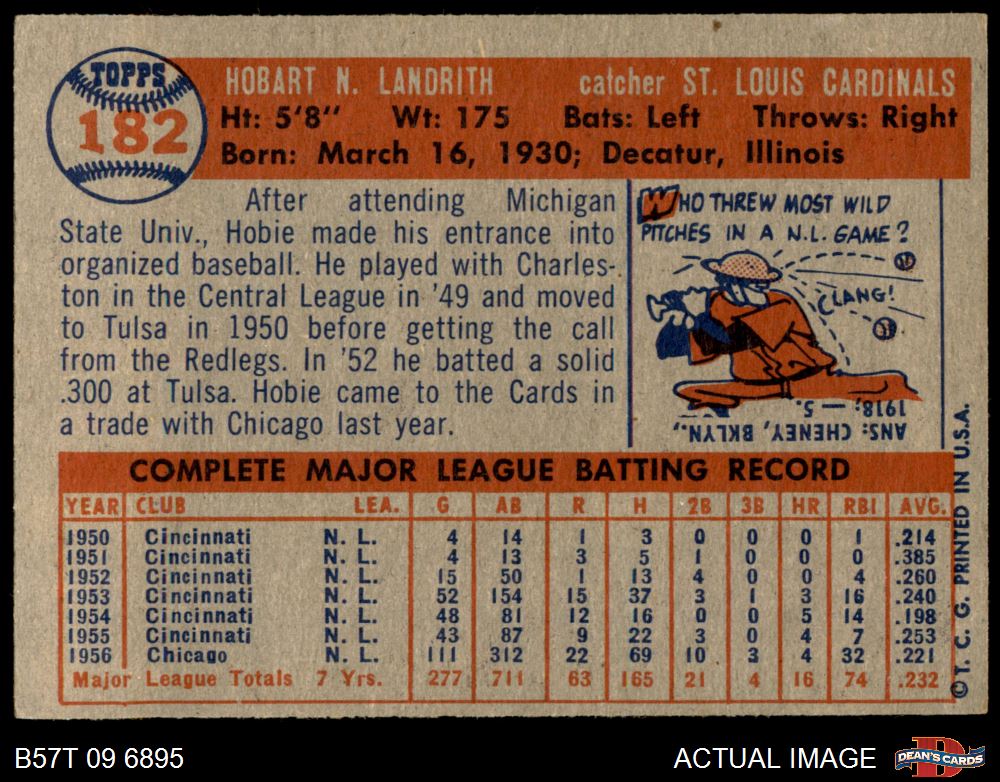 TOPPS
182
HOBART N. LANDRITH catcher ST. LOUIS CARDINALS
Ht: 5'8" Wt: 175 Bats: Left Throws: Right
Born: March 16, 1930; Decatur, Illinois
After attending Michigan
State Univ., Hobie made his entrance into
organized baseball. He played with Charles-
ton in the Central League in '49 and moved
to Tulsa in 1950 before getting the call
from the Redlegs. In '52 he batted a solid
.300 at Tulsa. Hobie came to the Cards in
a trade with Chicago last year.
WHO THREW MOST WILD
PITCHES IN A N.L. GAME?
CLANG!
ANS: CHENEY, BKLYN.,
1918; — 5.
COMPLETE MAJOR LEAGUE BATTING RECORD
YEAR CLUB LEA. G AB R H 2B 3B HR RBI AVG.
1950 Cincinnati N. L. 4 14 1 3 0 0 0 1 .214
1951 Cincinnati N. L. 4 13 3 5 1 0 0 0 .385
1952 Cincinnati N. L. 15 50 1 13 4 0 0 4 .260
1953 Cincinnati N. L. 52 154 15 37 3 1 3 16 .240
1954 Cincinnati N. L. 48 81 12 16 0 0 5 14 .198
1955 Cincinnati N. L. 43 87 9 22 3 0 4 7 .253
1956 Chicago N. L. 111 312 22 69 10 3 4 32 .221
Major League Totals 7 Yrs. 277 711 63 165 21 4 16 74 .232
©T. C. G. PRINTED IN U.S.A.
B57T 09 6895
ACTUAL IMAGE
D
DEAN'S CARDS